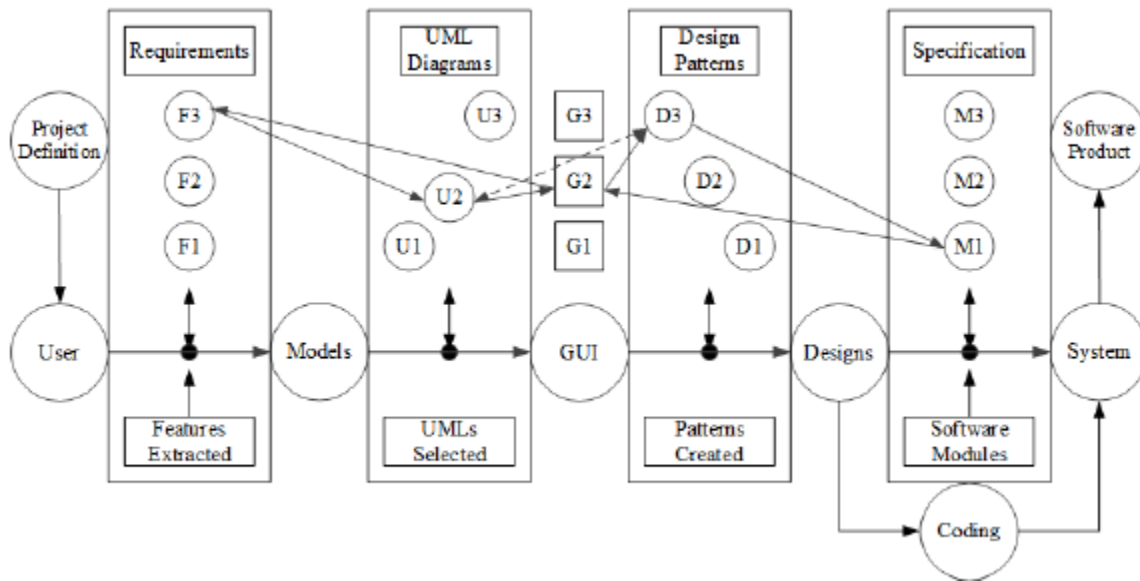 Requirements
UML
Diagrams
Design
Patterns
Specification
Project
Definition
F3
U3
G3
D3
M3
Software
Product
F2
U2
G2
D2
M2
F1
U1
G1
D1
M1
User
Models
GUI
Designs
System
Features
Extracted
UMLs
Selected
Patterns
Created
Software
Modules
Coding